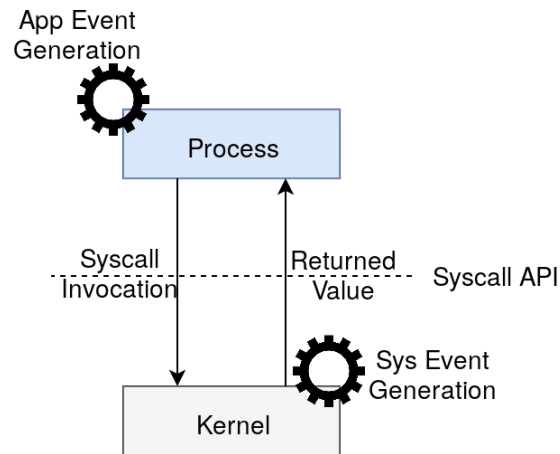 App Event
Generation
Process
Syscall
Invocation
Returned
Value
Syscall API
Sys Event
Generation
Kernel